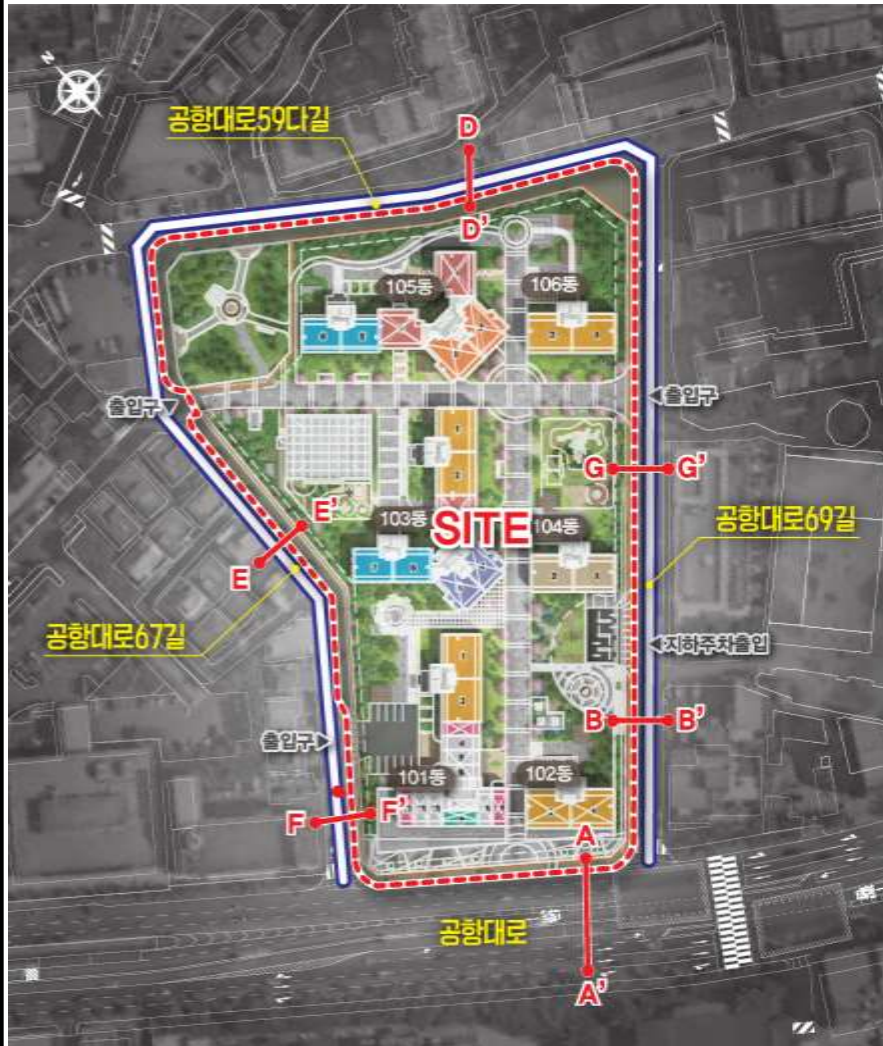 N
공항대로59다길
D
D’
105동
106동
출입구
출입구
G
G’
E’
103동
SITE
104동
공항대로69길
E
공항대로67길
지하주차출입
B
B’
출입구
101동
102동
F
F’
A
공항대로
A’